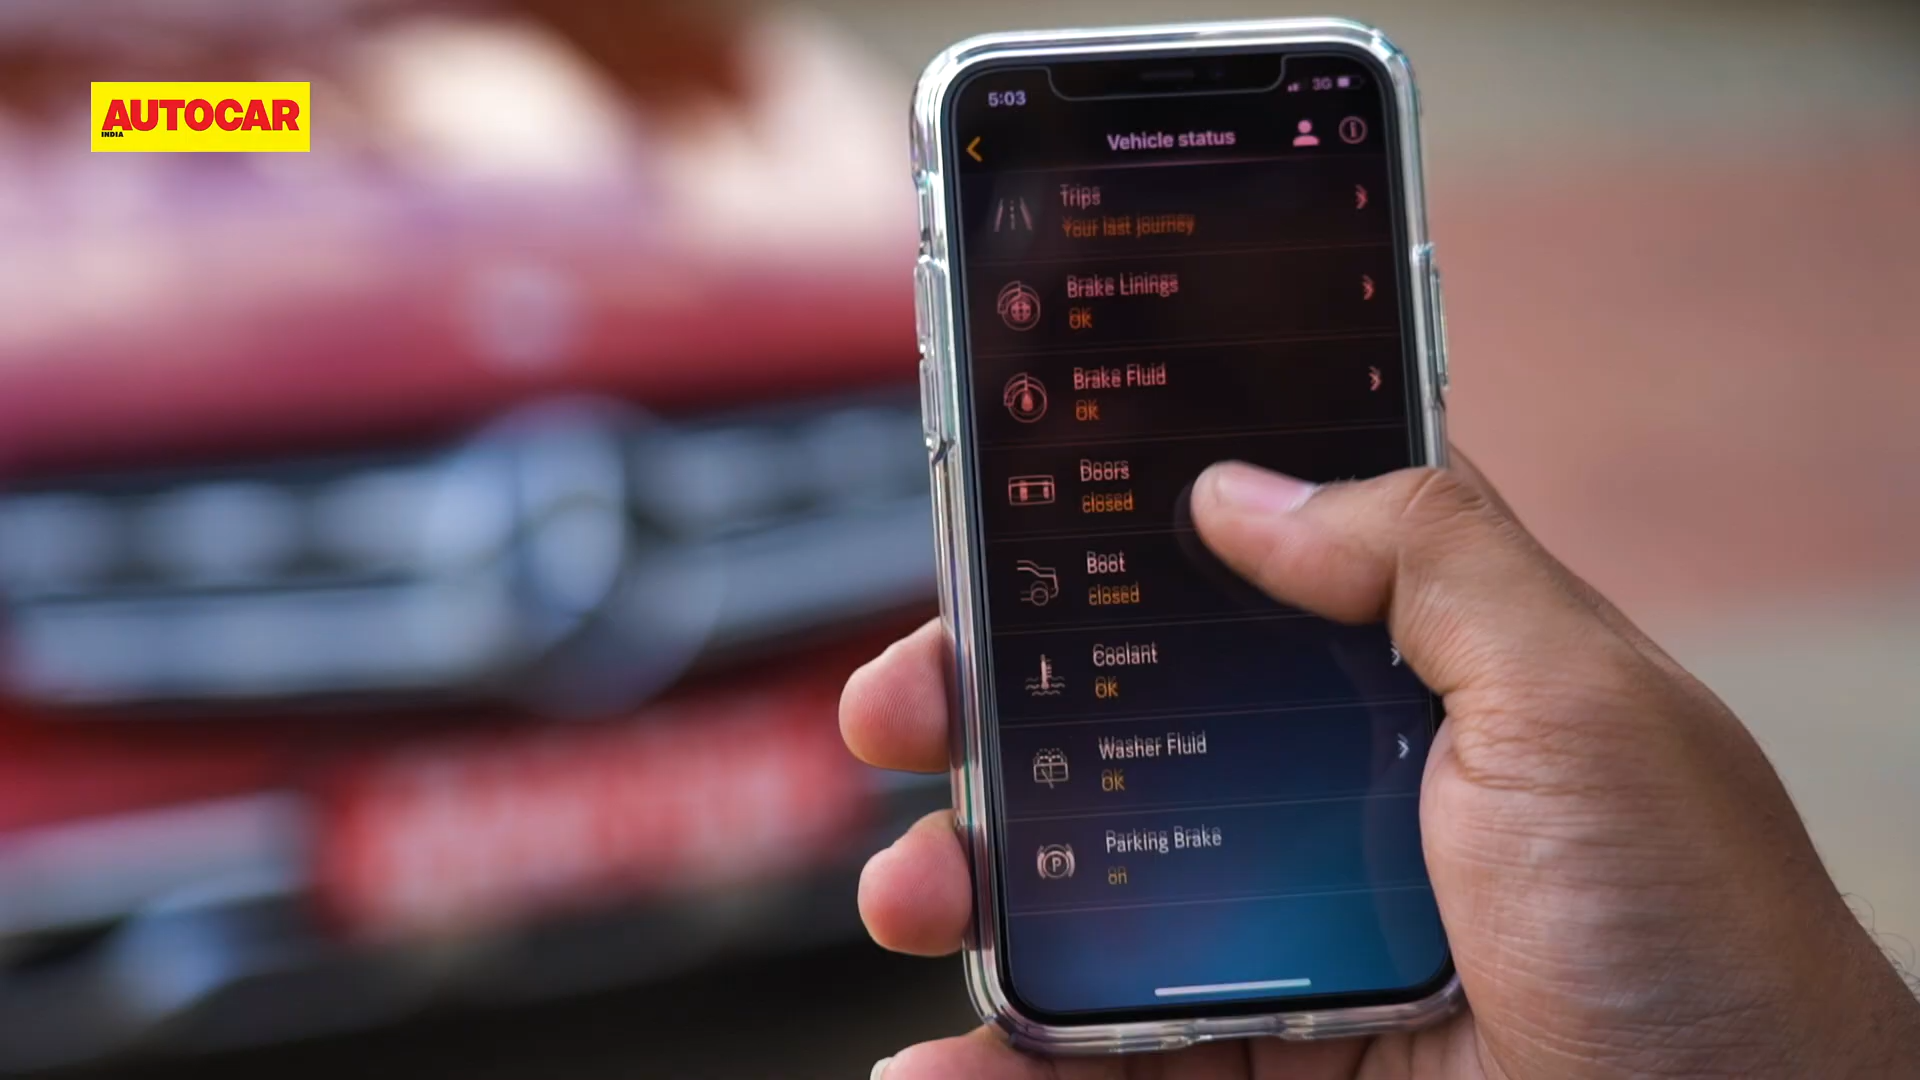 AUTOCAR
INDIA
5:03
3G
Vehicle status
Trips
Your last journey
Brake Linings
OK
Brake Fluid
OK
Doors
closed
Boot
closed
Coolant
OK
Washer Fluid
OK
Parking Brake
on